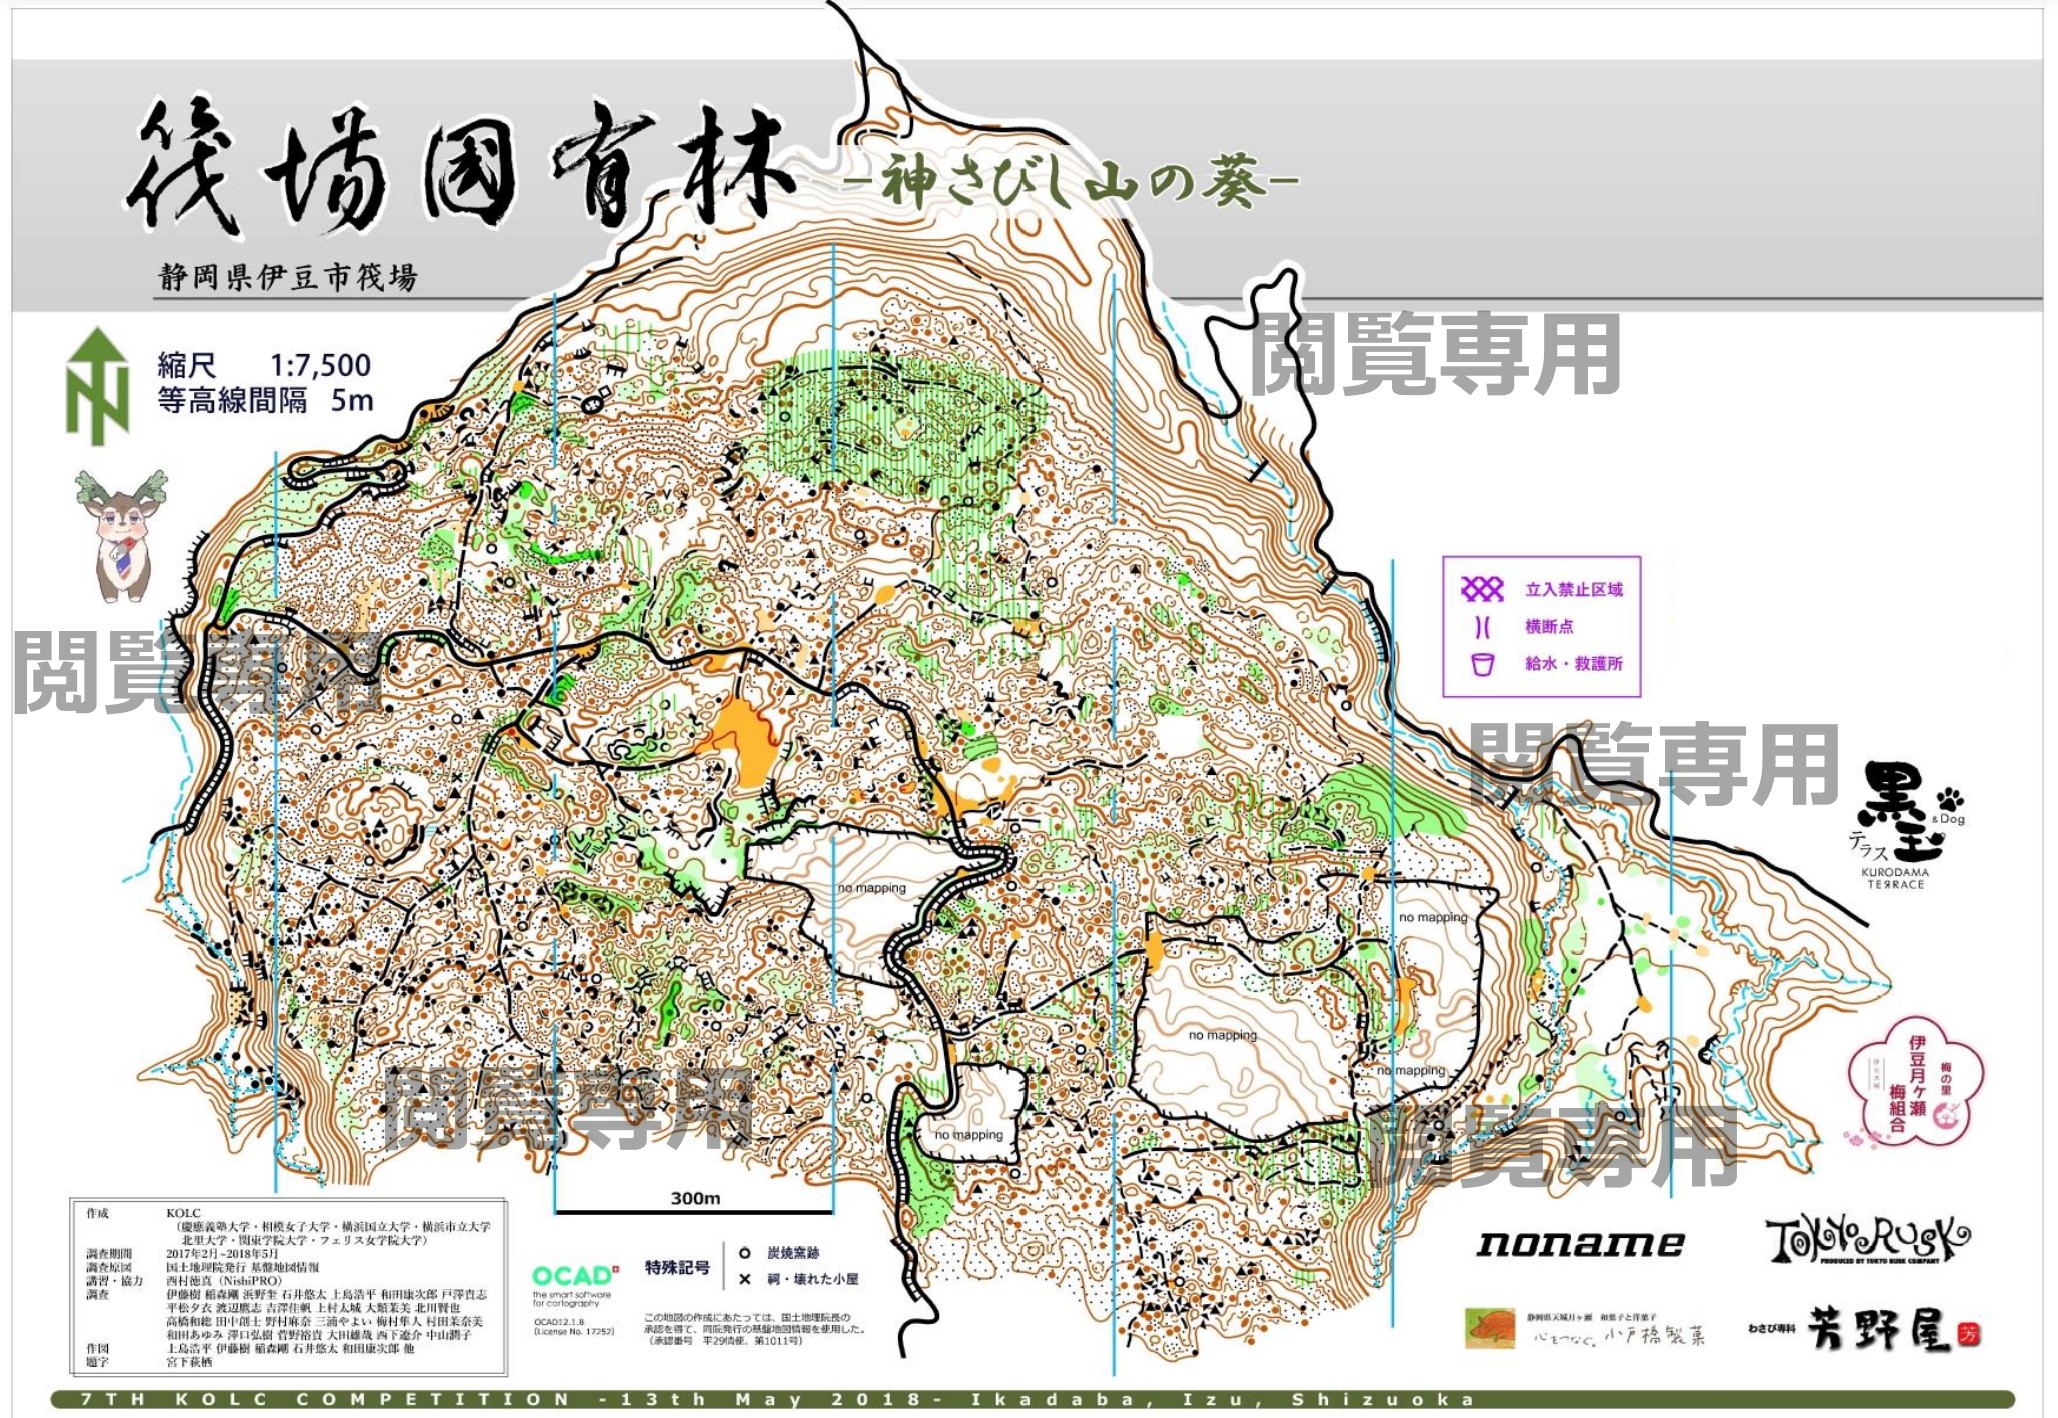 筏場國有林
-神さびし山の葵-
静岡県伊豆市筏場
N
縮尺 1:7,500
等高線間隔 5m
閲覧専用
閲覧専用
立入禁止区域
横断点
給水・救護所
閲覧専用
黒玉
&Dog
テラス
KURODAMA
TERRACE
no mapping
no mapping
no mapping
no mapping
no mapping
伊豆月ヶ瀬
梅組合
梅の里
閲覧専用
閲覧専用
300m
作成 KOLC
(慶應義塾大学・相模女子大学・横浜国立大学・横浜市立大学
北里大学・関東学院大学・フェリス女学院大学)
調査期間 2017年2月~2018年5月
調査原図 国土地理院発行 基盤地図情報
講習・協力 西村徳真 (NishiPRO)
調査 伊藤樹 稲森剛 浜野奎 石井悠太 上島浩平 和田康次郎 戸澤貴志
平松夕衣 渡辺鷹志 吉澤佳帆 上村太城 大類茉美 北川賢也
高橋和総 田中創士 野村麻奈 三浦やよい 梅村隼人 村田茉奈美
和田あゆみ 澤口弘樹 菅野裕貴 大田雄哉 西下遼介 中山潤子
作図 上島浩平 伊藤樹 稲森剛 石井悠太 和田康次郎 他
題字 宮下萩栖
OCAD
the smart software
for cartography
OCAD12.1.8
(License No. 17252)
特殊記号
炭焼窯跡
祠・壊れた小屋
この地図の作成にあたっては、国土地理院長の
承認を得て、同院発行の基盤地図情報を使用した。
(承認番号 平29情使、第1011号)
noname
TOKYO RUSK
PRODUCED BY TOKYO RUSK COMPANY
静岡県天城月ヶ瀬 和菓子と洋菓子
心をつなぐ。小戸橋製菓
わさび専科 芳野屋 芳
7TH KOLC COMPETITION -13th May 2018- Ikadaba, Izu, Shizuoka